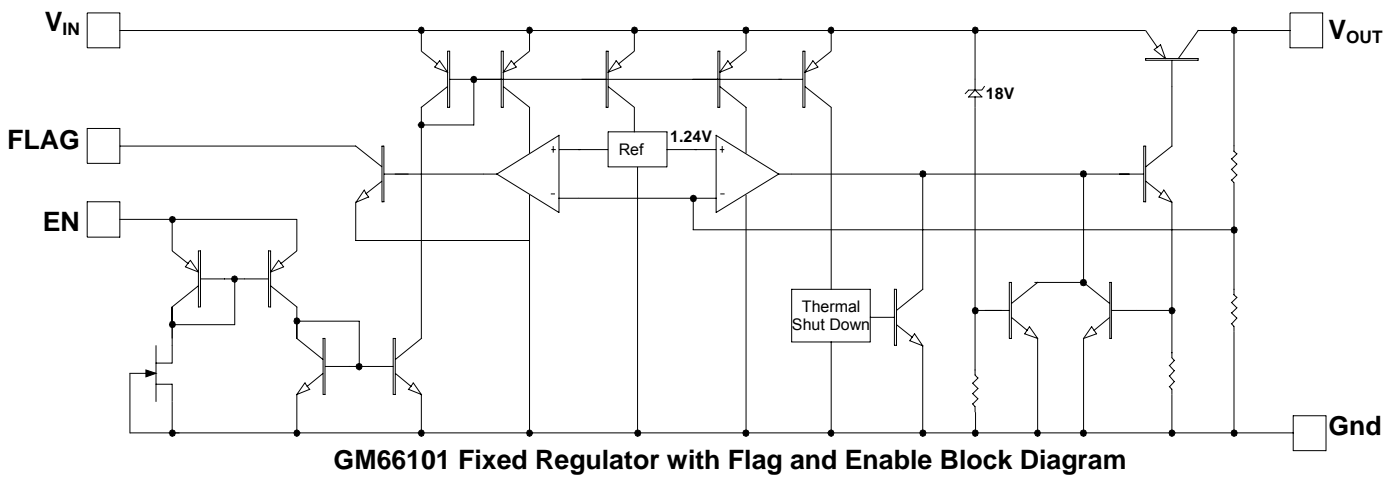 VIN
VOUT
18V
FLAG
1.24V
+
Ref
+
-
-
EN
Thermal
Shut Down
Gnd
GM66101 Fixed Regulator with Flag and Enable Block Diagram